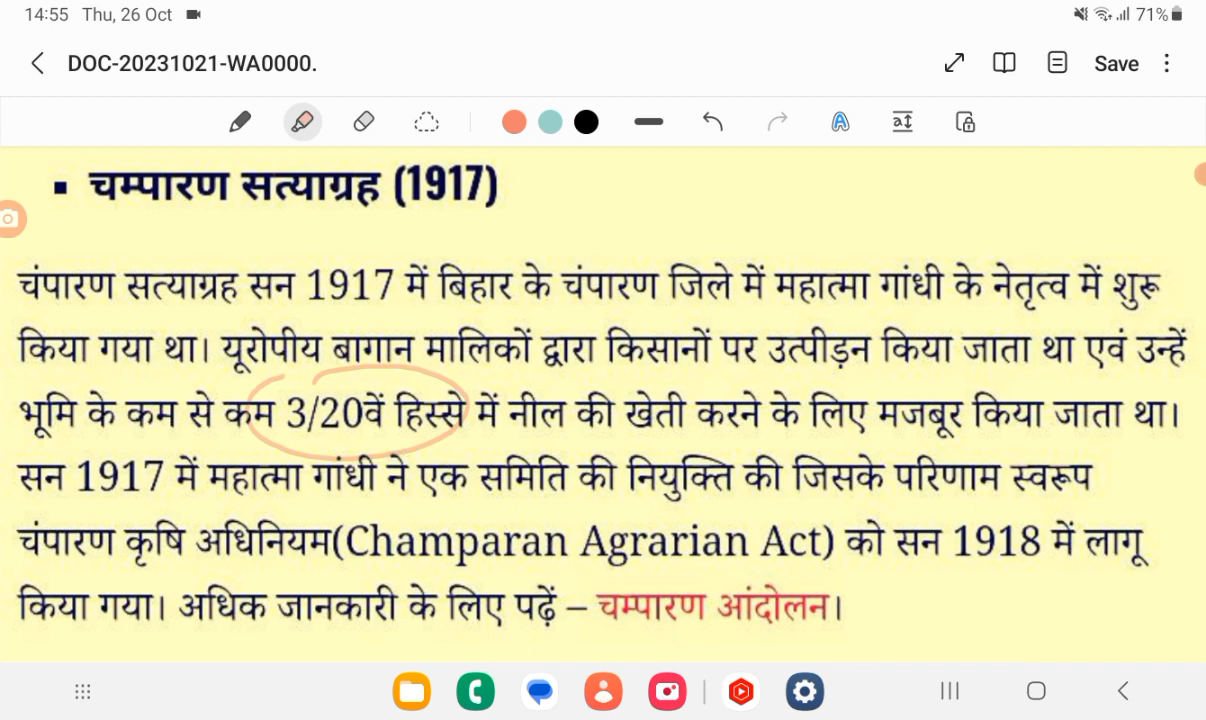 14:55 Thu, 26 Oct 71%
DOC-20231021-WA0000. Save
▪ चम्पारण सत्याग्रह (1917)
चंपारण सत्याग्रह सन 1917 में बिहार के चंपारण जिले में महात्मा गांधी के नेतृत्व में शुरू
किया गया था। यूरोपीय बागान मालिकों द्वारा किसानों पर उत्पीड़न किया जाता था एवं उन्हें
भूमि के कम से कम 3/20वें हिस्से में नील की खेती करने के लिए मजबूर किया जाता था।
सन 1917 में महात्मा गांधी ने एक समिति की नियुक्ति की जिसके परिणाम स्वरूप
चंपारण कृषि अधिनियम(Champaran Agrarian Act) को सन 1918 में लागू
किया गया। अधिक जानकारी के लिए पढ़ें – चम्पारण आंदोलन।